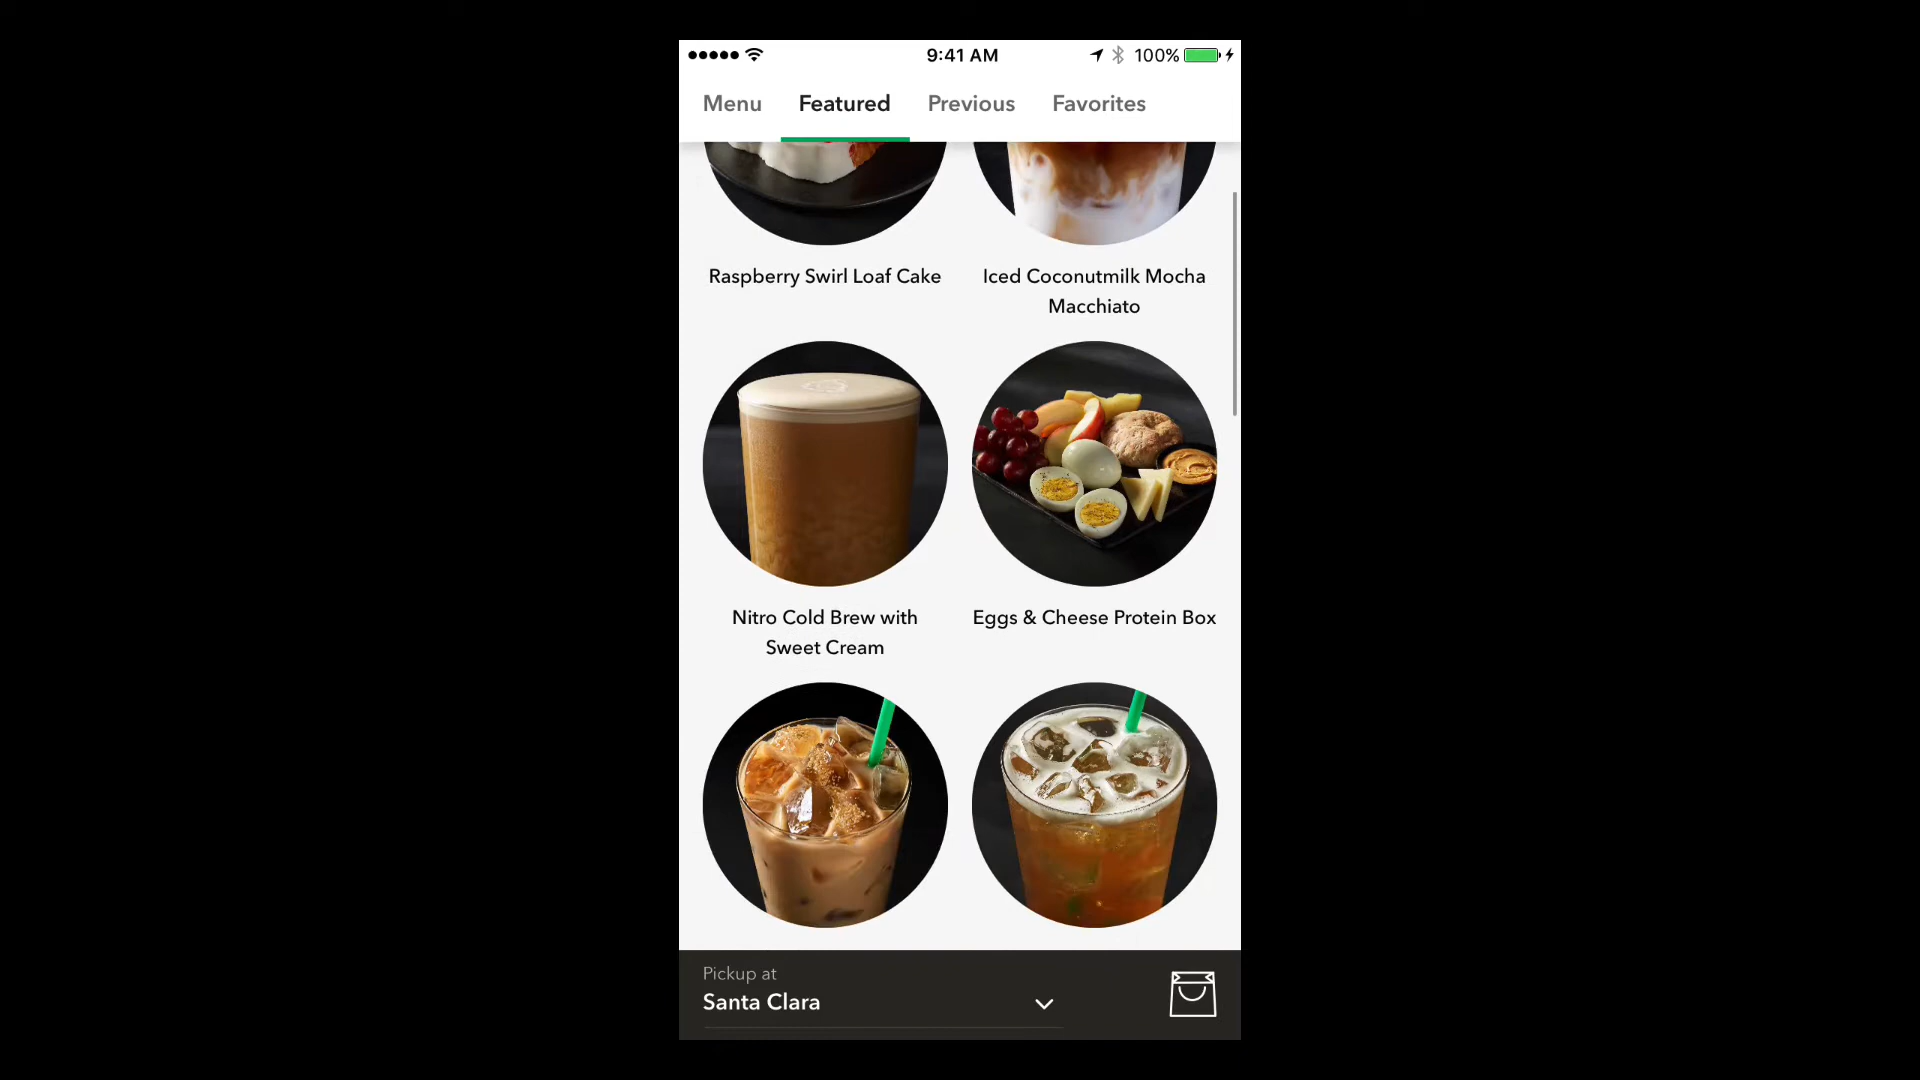 9:41 AM
100%
Menu
Featured
Previous
Favorites
Raspberry Swirl Loaf Cake
Iced Coconutmilk Mocha
Macchiato
Nitro Cold Brew with
Sweet Cream
Eggs & Cheese Protein Box
Pickup at
Santa Clara